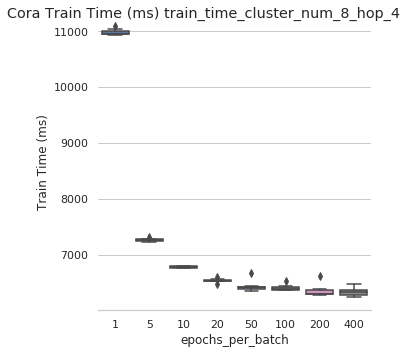 Cora Train Time (ms) train_time_cluster_num_8_hop_4
11000
10000
9000
8000
7000
Train Time (ms)
1 5 10 20 50 100 200 400
epochs_per_batch